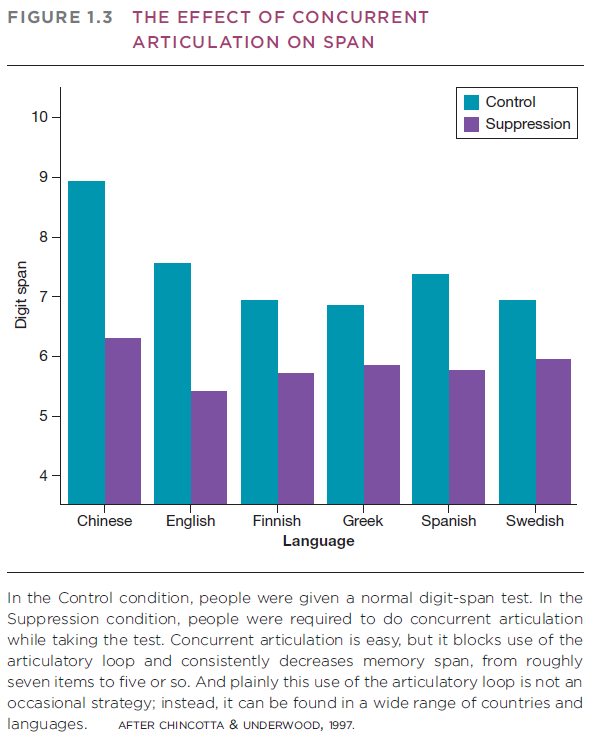 FIGURE 1.3 THE EFFECT OF CONCURRENT
ARTICULATION ON SPAN
Control
Suppression
10
9
8
7
6
5
4
Digit span
Chinese English Finnish Greek Spanish Swedish
Language
In the Control condition, people were given a normal digit-span test. In the
Suppression condition, people were required to do concurrent articulation
while taking the test. Concurrent articulation is easy, but it blocks use of the
articulatory loop and consistently decreases memory span, from roughly
seven items to five or so. And plainly this use of the articulatory loop is not an
occasional strategy; instead, it can be found in a wide range of countries and
languages. AFTER CHINCOTTA & UNDERWOOD, 1997.